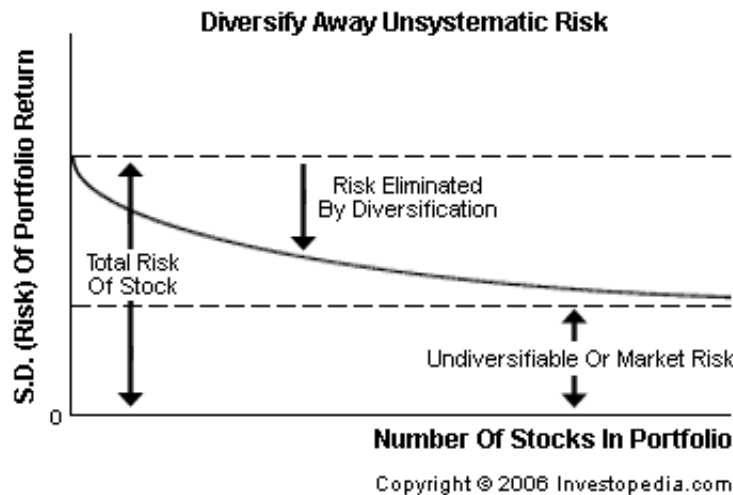 Diversify Away Unsystematic Risk
S.D. (Risk) Of Portfolio Return
Risk Eliminated
By Diversification
Total Risk
Of Stock
Undiversifiable Or Market Risk
0
Number Of Stocks In Portfolio
Copyright © 2006 Investopedia.com